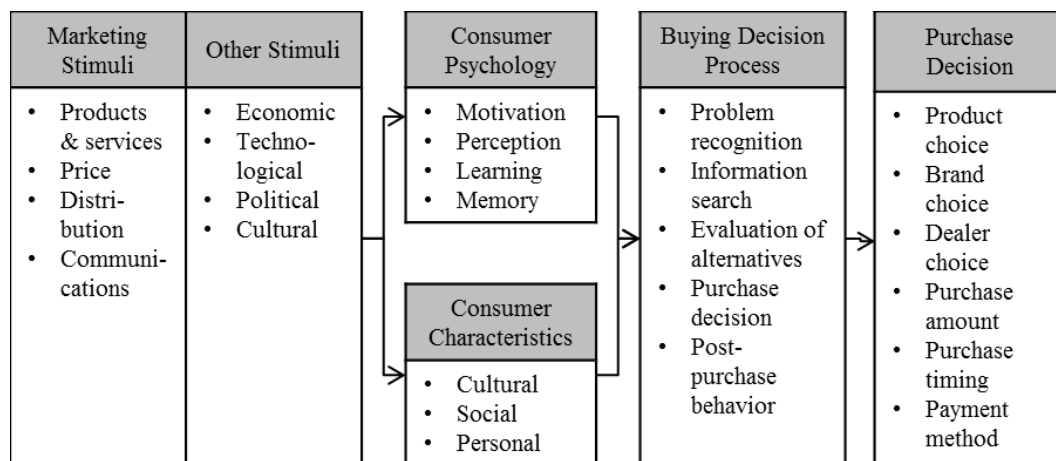 Marketing
Stimuli
• Products
& services
• Price
• Distri-
bution
• Communi-
cations
Other Stimuli
• Economic
• Techno-
logical
• Political
• Cultural
Consumer
Psychology
• Motivation
• Perception
• Learning
• Memory
Consumer
Characteristics
• Cultural
• Social
• Personal
Buying Decision
Process
• Problem
recognition
• Information
search
• Evaluation of
alternatives
• Purchase
decision
• Post-
purchase
behavior
Purchase
Decision
• Product
choice
• Brand
choice
• Dealer
choice
• Purchase
amount
• Purchase
timing
• Payment
method